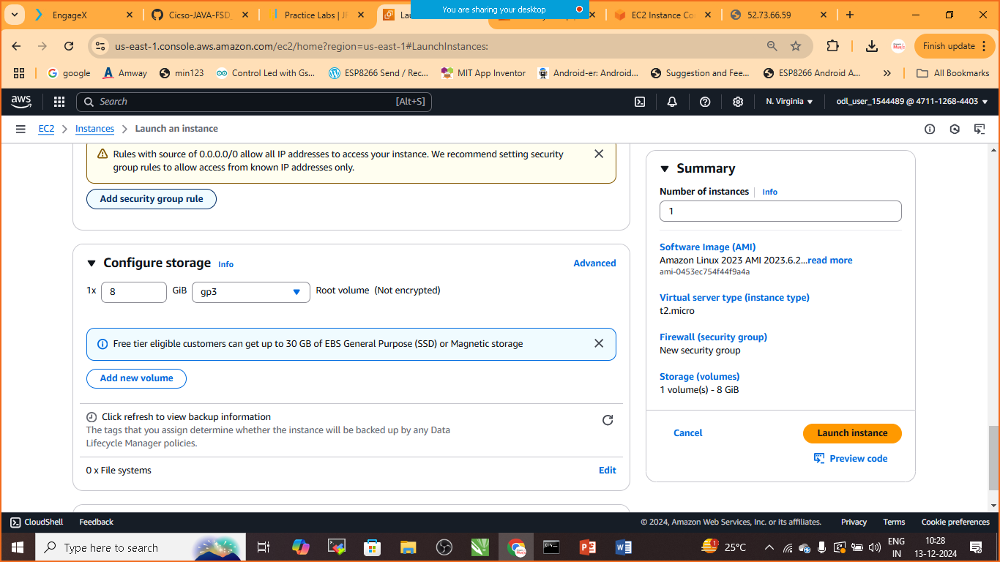 You are sharing your desktop
EngageX
Cicso-JAVA-FSD_
Practice Labs | JF
Lau
EC2 Instance Co
52.73.66.59
us-east-1.console.aws.amazon.com/ec2/home?region=us-east-1#LaunchInstances:
Finish update
google
Amway
min123
Control Led with Gs...
ESP8266 Send / Rec...
MIT App Inventor
Android-er: Android...
Suggestion and Fee...
ESP8266 Android A...
All Bookmarks
aws
Search
[Alt+S]
N. Virginia
odl_user_1544489 @ 4711-1268-4403
EC2
Instances
Launch an instance
Rules with source of 0.0.0.0/0 allow all IP addresses to access your instance. We recommend setting security
group rules to allow access from known IP addresses only.
Add security group rule
Configure storage Info
Advanced
1x 8 GiB gp3 Root volume (Not encrypted)
Free tier eligible customers can get up to 30 GB of EBS General Purpose (SSD) or Magnetic storage
Add new volume
Click refresh to view backup information
The tags that you assign determine whether the instance will be backed up by any Data
Lifecycle Manager policies.
0 x File systems
Edit
Summary
Number of instances Info
1
Software Image (AMI)
Amazon Linux 2023 AMI 2023.6.2...read more
ami-0453ec754f44f9a4a
Virtual server type (instance type)
t2.micro
Firewall (security group)
New security group
Storage (volumes)
1 volume(s) - 8 GiB
Cancel
Launch instance
Preview code
CloudShell
Feedback
© 2024, Amazon Web Services, Inc. or its affiliates.
Privacy
Terms
Cookie preferences
Type here to search
25°C
ENG
IN
10:28
13-12-2024